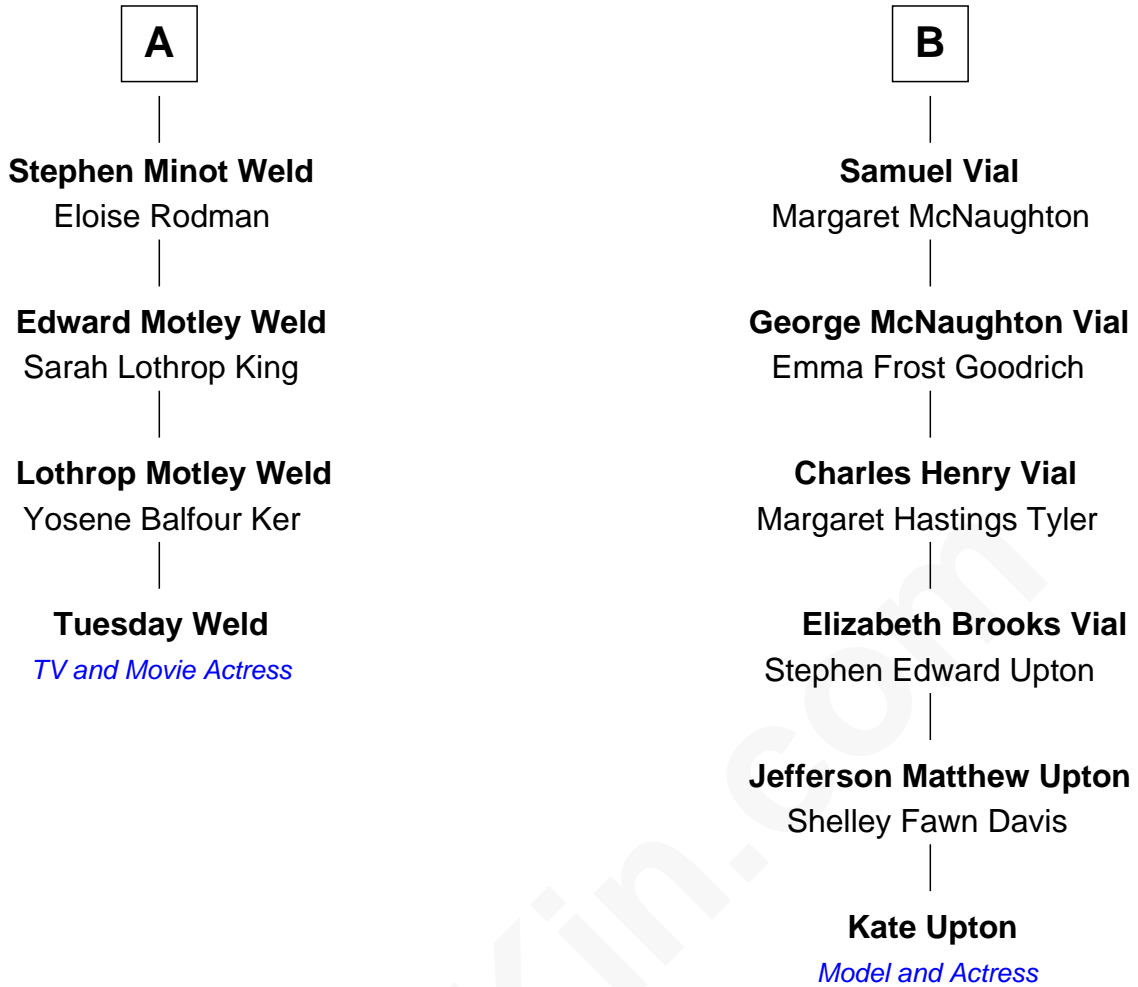 A
Stephen Minot Weld
Eloise Rodman
Edward Motley Weld
Sarah Lothrop King
Lothrop Motley Weld
Yosene Balfour Ker
Tuesday Weld
TV and Movie Actress
B
Samuel Vial
Margaret McNaughton
George McNaughton Vial
Emma Frost Goodrich
Charles Henry Vial
Margaret Hastings Tyler
Elizabeth Brooks Vial
Stephen Edward Upton
Jefferson Matthew Upton
Shelley Fawn Davis
Kate Upton
Model and Actress
Kin.com